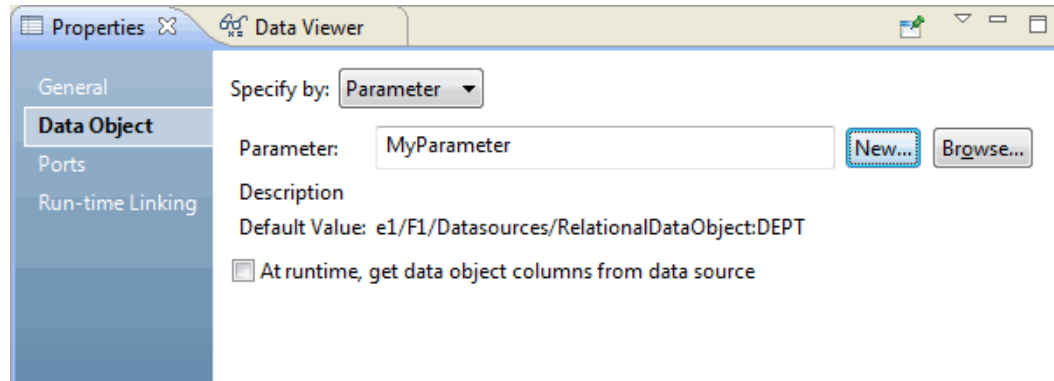 Properties Data Viewer
General
Specify by: Parameter
Data Object
Parameter: MyParameter New... Browse...
Ports
Description
Run-time Linking
Default Value: e1/F1/Datasources/RelationalDataObject:DEPT
At runtime, get data object columns from data source